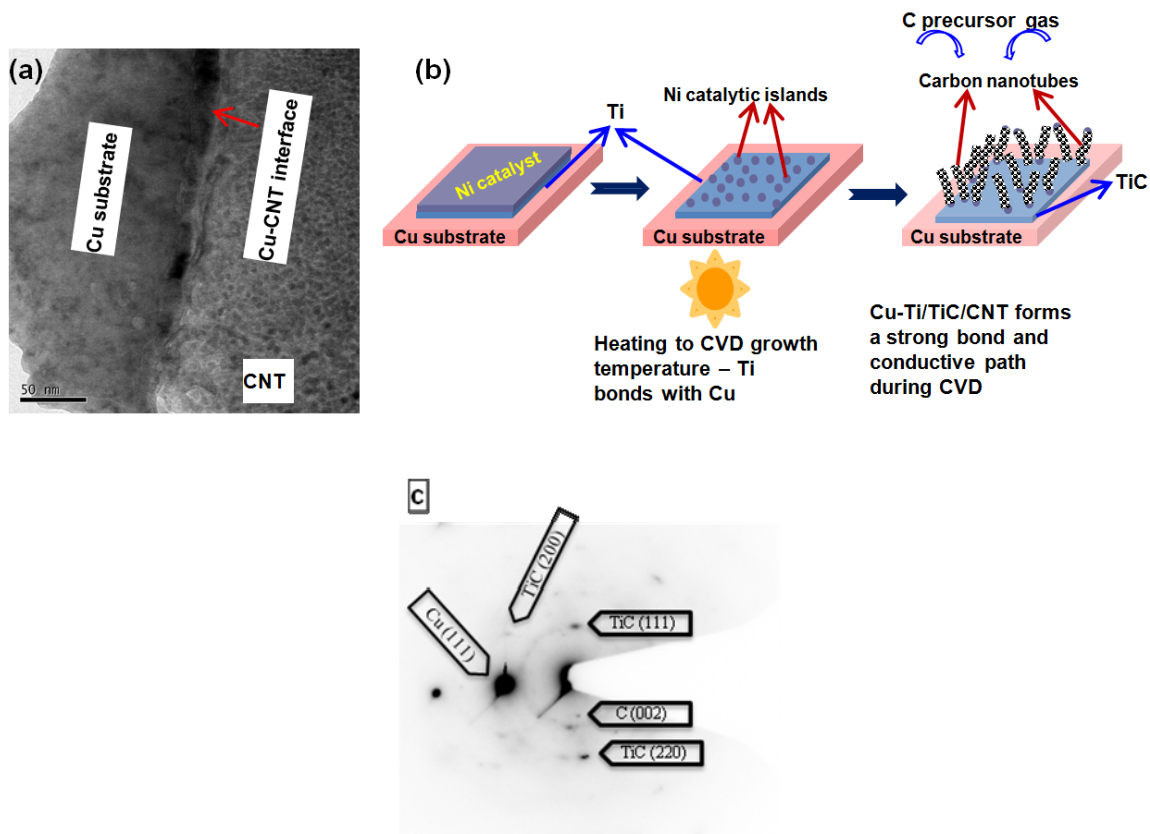 (a)
Cu substrate
Cu-CNT interface
CNT
50 nm
(b)
C precursor gas
Carbon nanotubes
Ni catalytic islands
Ti
Ni catalyst
TiC
Cu substrate
Cu substrate
Cu substrate
Heating to CVD growth
temperature – Ti
bonds with Cu
Cu-Ti/TiC/CNT forms
a strong bond and
conductive path
during CVD
C
TiC (200)
Cu (111)
TiC (111)
C (002)
TiC (220)